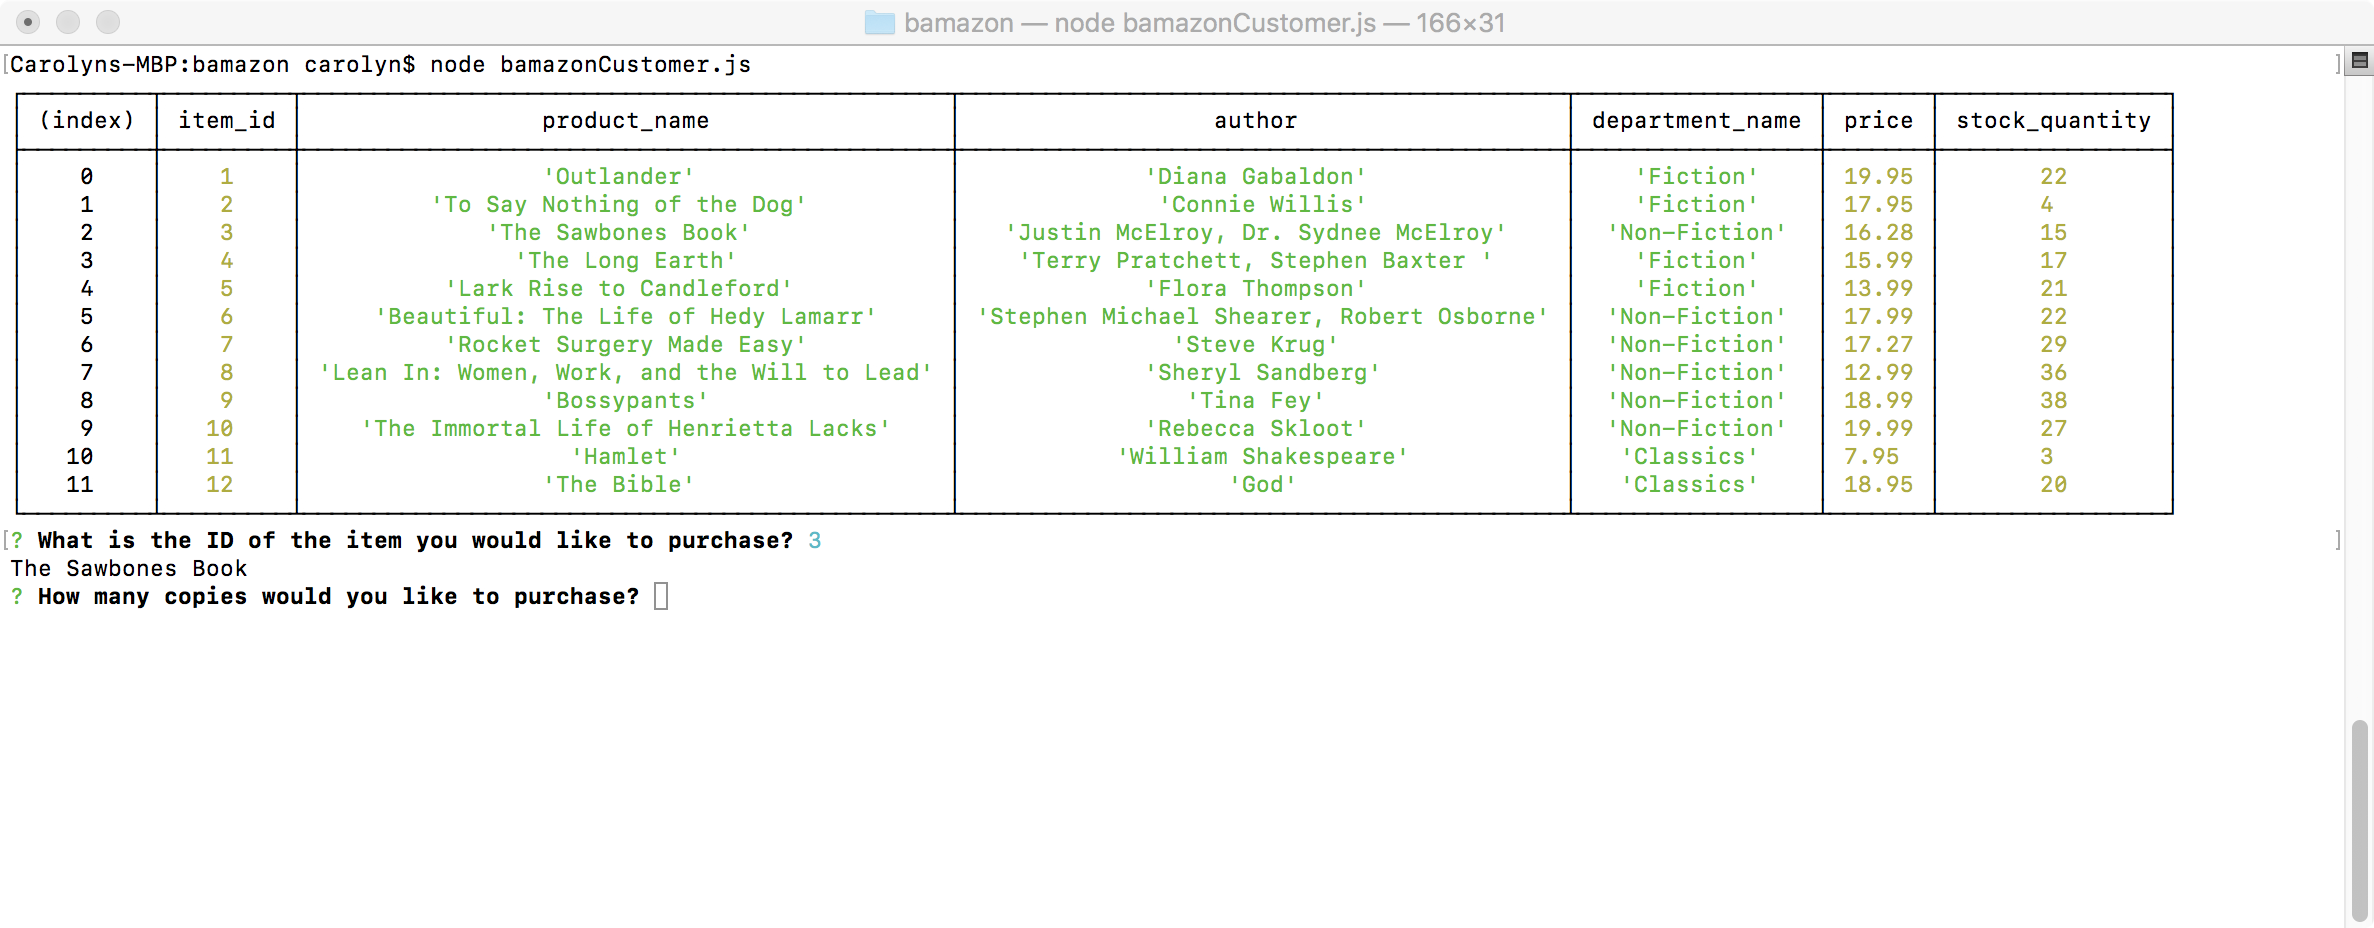 bamazon — node bamazonCustomer.js — 166×31
[Carolyns-MBP:bamazon carolyn$ node bamazonCustomer.js ]
(index) item_id product_name author department_name price stock_quantity
0 1 'Outlander' 'Diana Gabaldon' 'Fiction' 19.95 22
1 2 'To Say Nothing of the Dog' 'Connie Willis' 'Fiction' 17.95 4
2 3 'The Sawbones Book' 'Justin McElroy, Dr. Sydnee McElroy' 'Non-Fiction' 16.28 15
3 4 'The Long Earth' 'Terry Pratchett, Stephen Baxter ' 'Fiction' 15.99 17
4 5 'Lark Rise to Candleford' 'Flora Thompson' 'Fiction' 13.99 21
5 6 'Beautiful: The Life of Hedy Lamarr' 'Stephen Michael Shearer, Robert Osborne' 'Non-Fiction' 17.99 22
6 7 'Rocket Surgery Made Easy' 'Steve Krug' 'Non-Fiction' 17.27 29
7 8 'Lean In: Women, Work, and the Will to Lead' 'Sheryl Sandberg' 'Non-Fiction' 12.99 36
8 9 'Bossypants' 'Tina Fey' 'Non-Fiction' 18.99 38
9 10 'The Immortal Life of Henrietta Lacks' 'Rebecca Skloot' 'Non-Fiction' 19.99 27
10 11 'Hamlet' 'William Shakespeare' 'Classics' 7.95 3
11 12 'The Bible' 'God' 'Classics' 18.95 20
[? What is the ID of the item you would like to purchase? 3 ]
The Sawbones Book
? How many copies would you like to purchase?